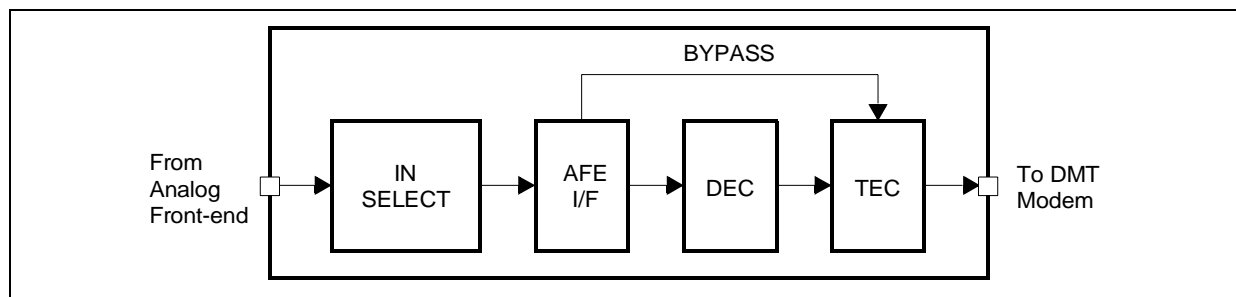 BYPASS
From
Analog
Front-end
IN
SELECT
AFE
I/F
DEC
TEC
To DMT
Modem